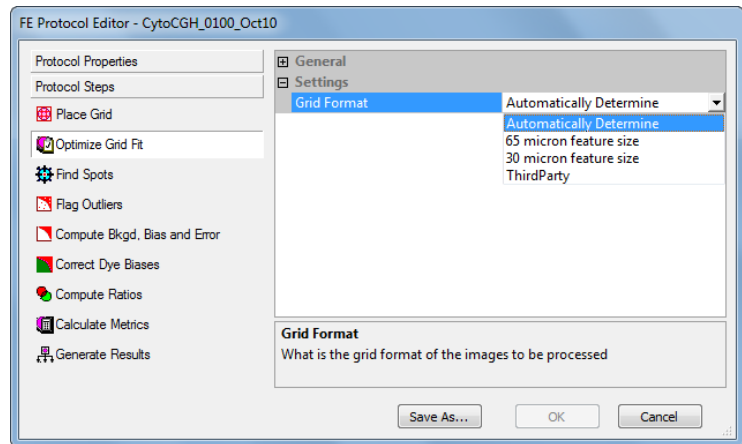 FE Protocol Editor - CytoCGH_0100_Oct10
Protocol Properties
Protocol Steps
Place Grid
Optimize Grid Fit
Find Spots
Flag Outliers
Compute Bkgd, Bias and Error
Correct Dye Biases
Compute Ratios
Calculate Metrics
Generate Results
General
Settings
Grid Format Automatically Determine
Automatically Determine
65 micron feature size
30 micron feature size
ThirdParty
Grid Format
What is the grid format of the images to be processed
Save As... OK Cancel